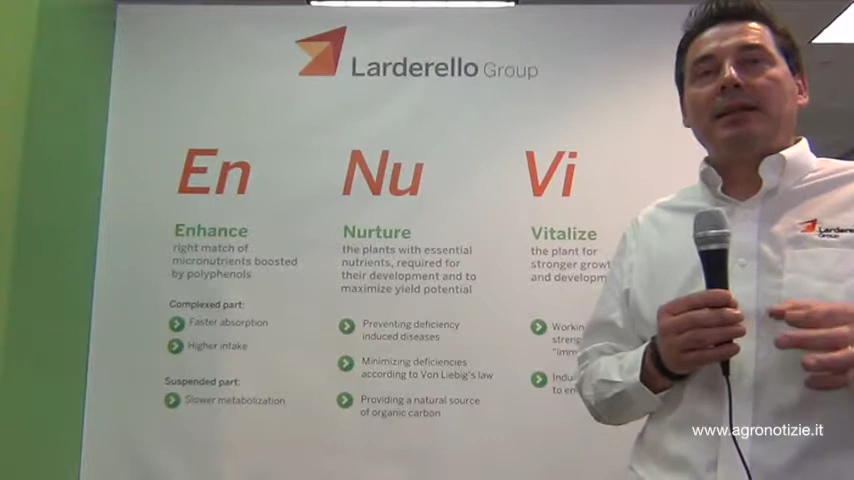 Larderello Group
En Nu Vi
Enhance
right match of
micronutrients boosted
by polyphenols
Complexed part:
Faster absorption
Higher intake
Suspended part:
Slower metabolization
Nurture
the plants with essential
nutrients, required for
their development and to
maximize yield potential
Preventing deficiency
induced diseases
Minimizing deficiencies
according to Von Liebig's law
Providing a natural source
of organic carbon
Vitalize
the plant for
stronger
and
Larderello
Group
www.agronotizie.it